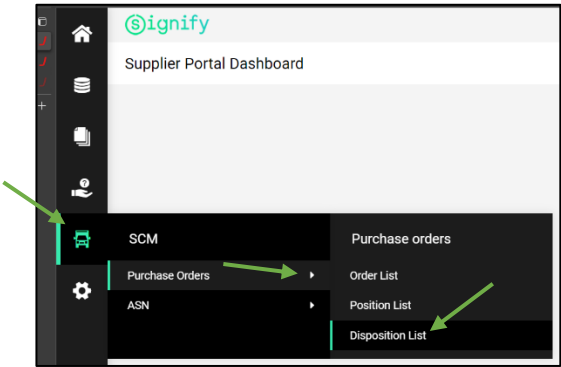 Signify
Supplier Portal Dashboard
SCM
Purchase orders
Purchase Orders
Order List
ASN
Position List
Disposition List